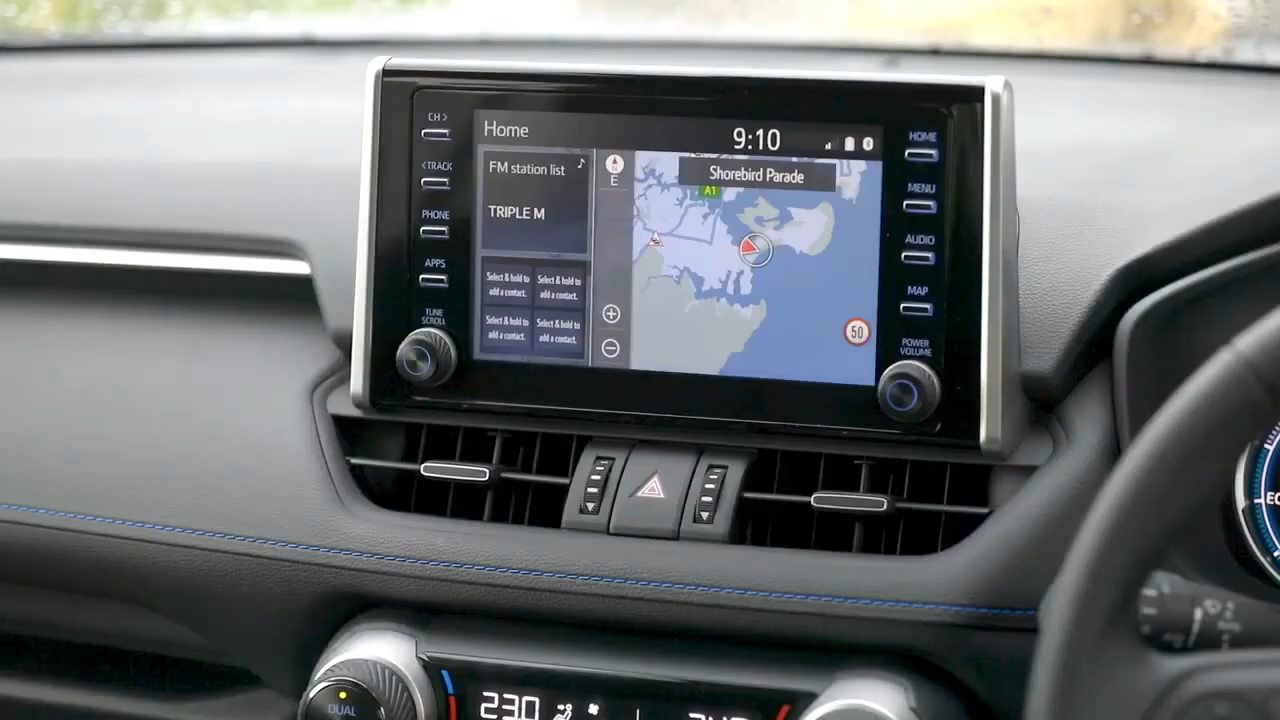 CH >
<TRACK
PHONE
APPS
TUNE
SCROLL
Home
9:10
FM station list
TRIPLE M
Select & hold to
add a contact.
Select & hold to
add a contact.
Select & hold to
add a contact.
Select & hold to
add a contact.
E
Shorebird Parade
A1
50
HOME
MENU
AUDIO
MAP
POWER
VOLUME
DUAL
23.0